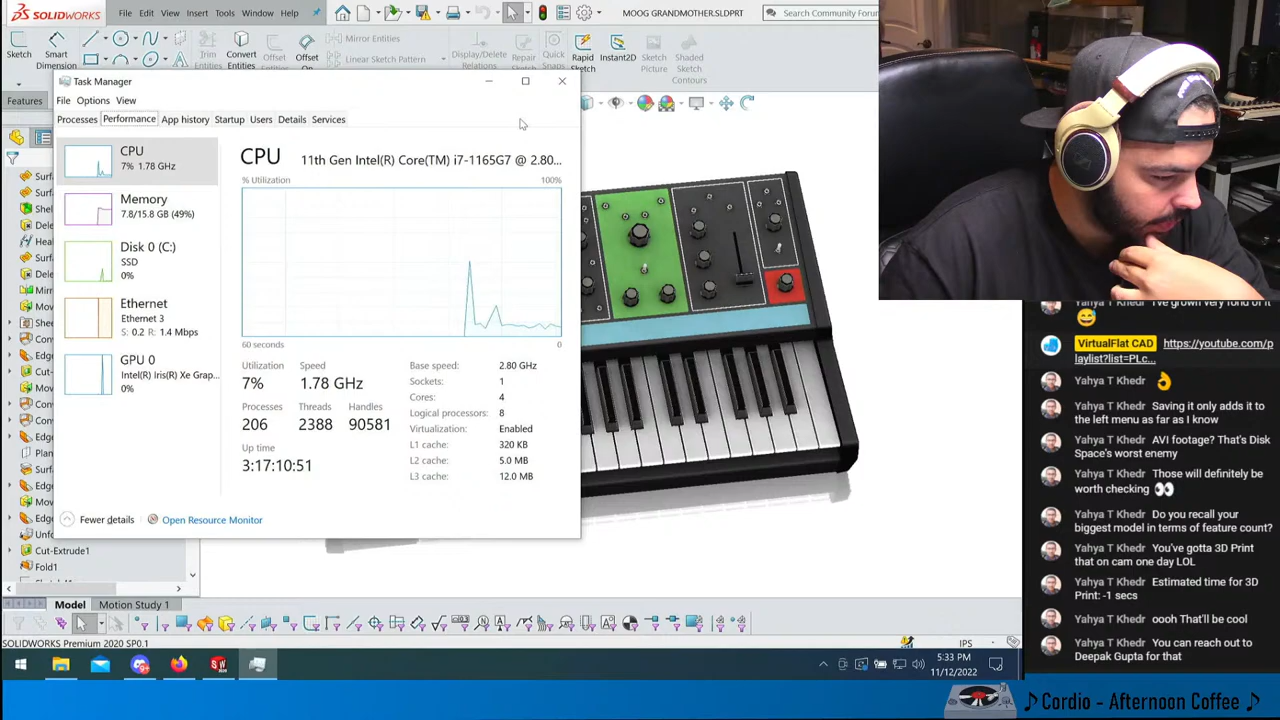 SOLIDWORKS
File Edit View Insert Tools Window Help
MOOG GRANDMOTHER.SLDPRT
Search Community Forum
Sketch
Smart
Dimension
Trim
Entities
Convert
Entities
Offset
On
Mirror Entities
Linear Sketch Pattern
Display/Delete
Relations
Repair
Sketch
Quick
Snaps
Rapid
Sketch
Instant2D
Sketch
Picture
Shaded
Sketch
Contours
Features
Task Manager
File Options View
Processes Performance App history Startup Users Details Services
CPU
7% 1.78 GHz
Memory
7.8/15.8 GB (49%)
Disk 0 (C:)
SSD
0%
Ethernet
Ethernet 3
S: 0.2 R: 1.4 Mbps
GPU 0
Intel(R) Iris(R) Xe Grap...
0%
CPU 11th Gen Intel(R) Core(TM) i7-1165G7 @ 2.80...
% Utilization 100%
60 seconds 0
Utilization Speed
7% 1.78 GHz
Processes Threads Handles
206 2388 90581
Up time
3:17:10:51
Base speed: 2.80 GHz
Sockets: 1
Cores: 4
Logical processors: 8
Virtualization: Enabled
L1 cache: 320 KB
L2 cache: 5.0 MB
L3 cache: 12.0 MB
Fewer details Open Resource Monitor
Cut-Extrude1
Fold1
Model Motion Study 1
SOLIDWORKS Premium 2020 SP0.1
IPS
5:33 PM
11/12/2022
Yahya T Khedr I've grown very fond of it
VirtualFlat CAD https://youtube.com/p
laylist?list=PLc...
Yahya T Khedr 👌
Yahya T Khedr Saving it only adds it to
the left menu as far as I know
Yahya T Khedr AVI footage? That's Disk
Space's worst enemy
Yahya T Khedr Those will definitely be
worth checking 👀
Yahya T Khedr Do you recall your
biggest model in terms of feature count?
Yahya T Khedr You've gotta 3D Print
that on cam one day LOL
Yahya T Khedr Estimated time for 3D
Print: -1 secs
Yahya T Khedr oooh That'll be cool
Yahya T Khedr You can reach out to
Deepak Gupta for that
♪ Cordio - Afternoon Coffee ♪